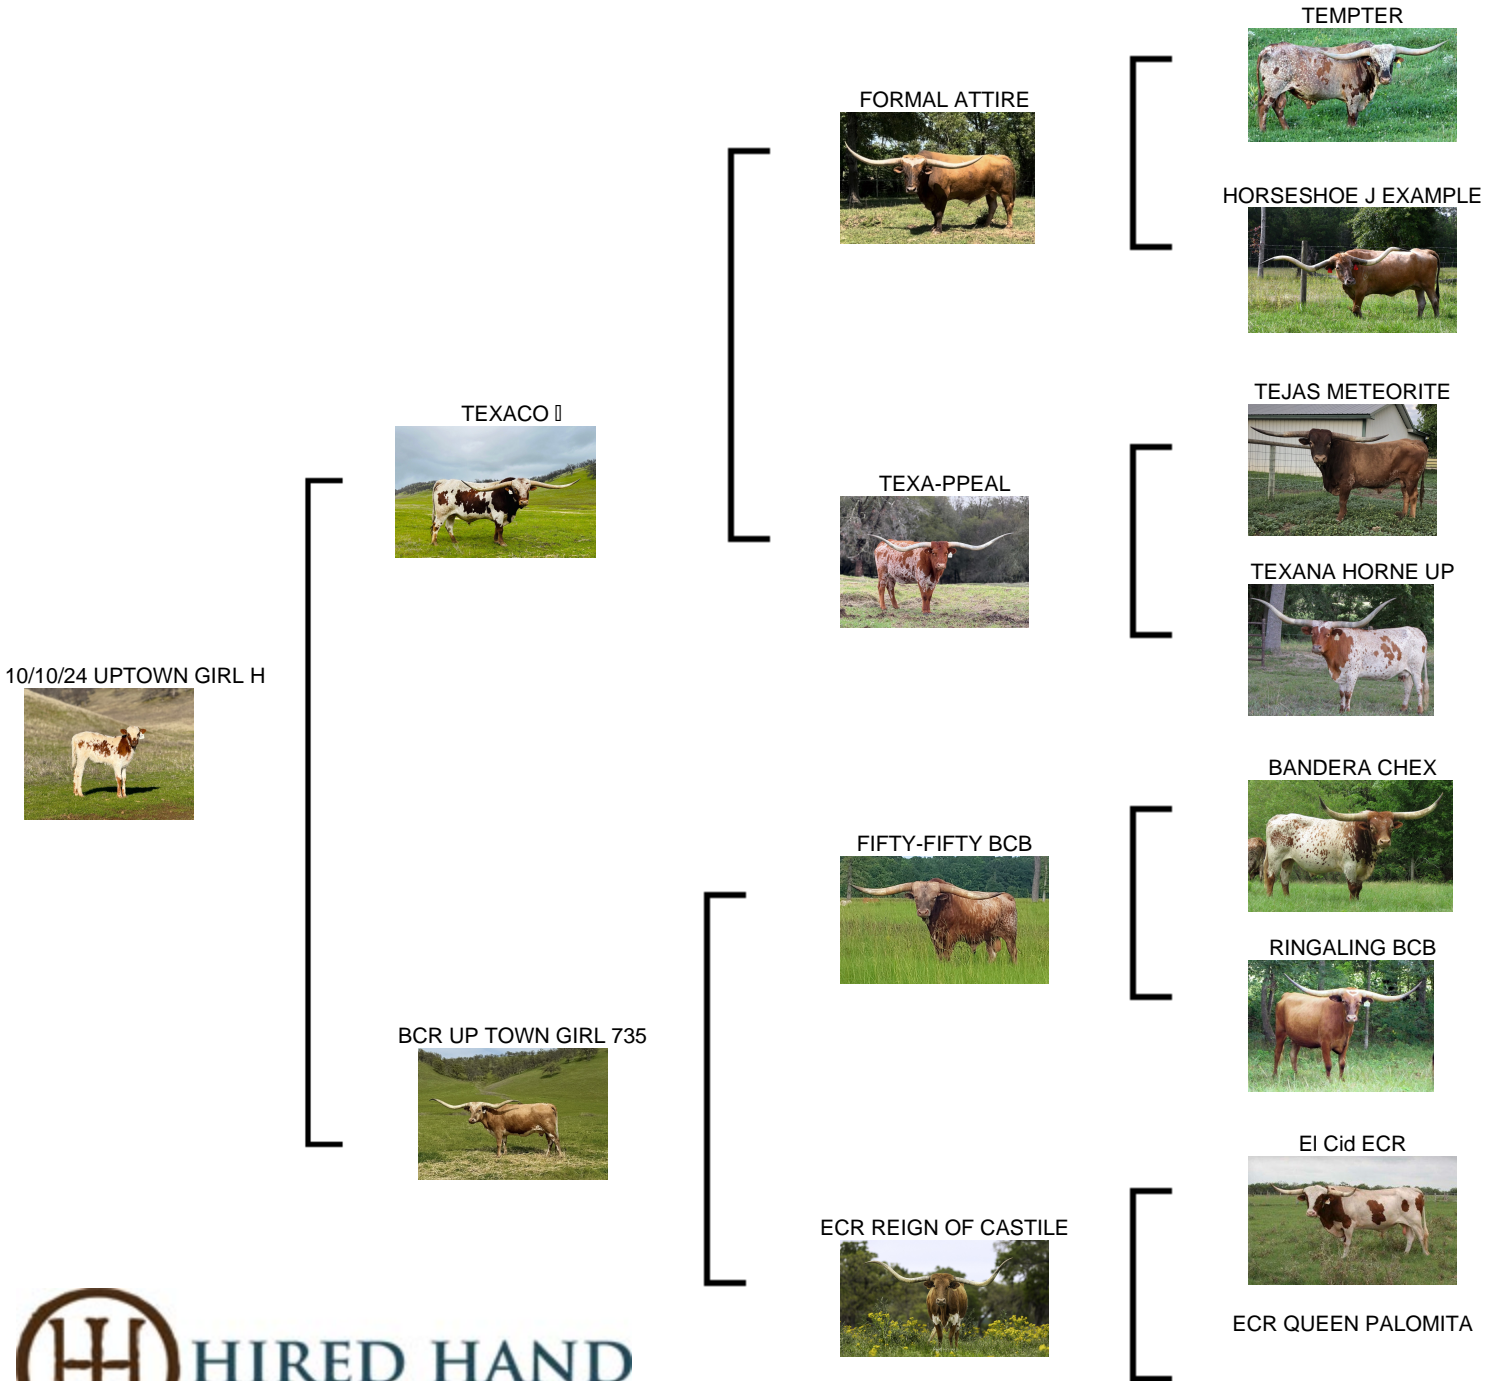 TEMPTER
FORMAL ATTIRE
HORSESHOE J EXAMPLE
TEJAS METEORITE
TEXACO
TEXA-PPEAL
TEXANA HORNE UP
10/10/24 UPTOWN GIRL H
BANDERA CHEX
FIFTY-FIFTY BCB
RINGALING BCB
BCR UP TOWN GIRL 735
El Cid ECR
ECR REIGN OF CASTILE
ECR QUEEN PALOMITA
HIRED HAND